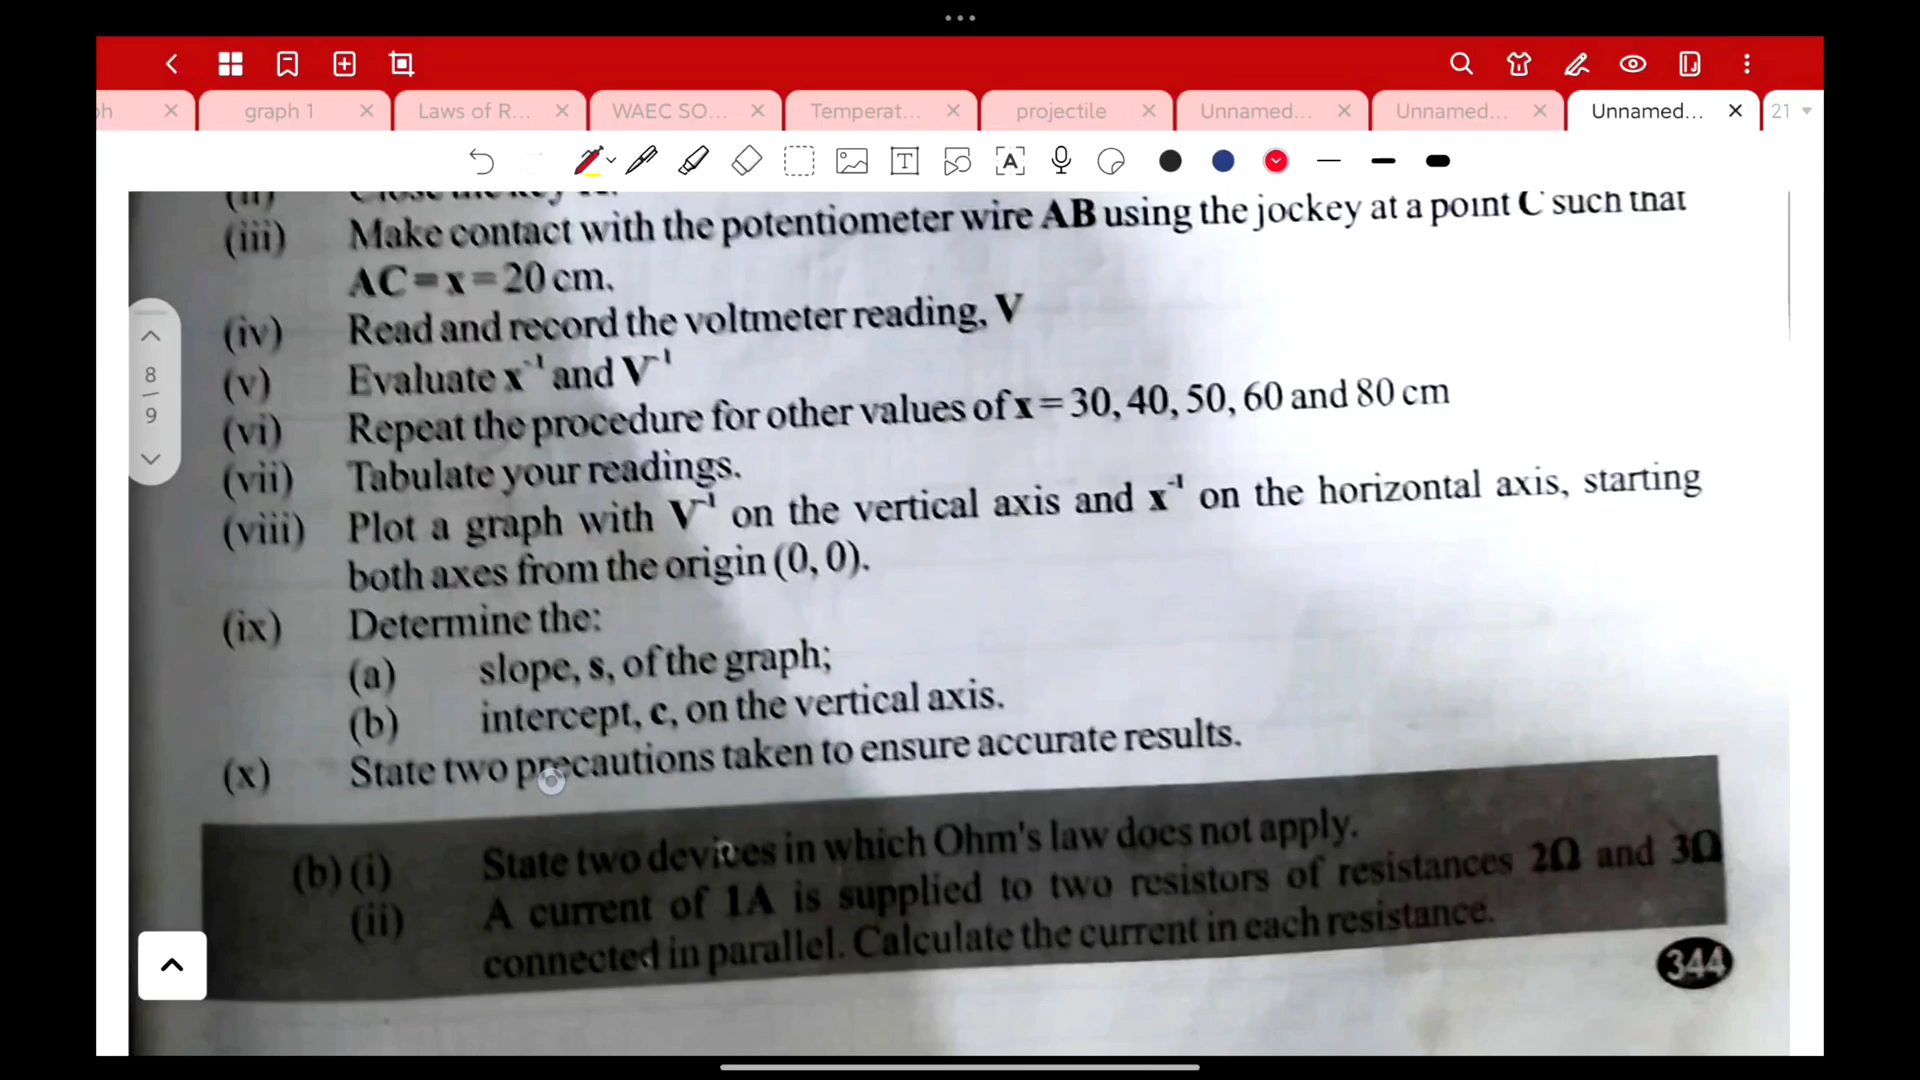 graph 1
Laws of R...
WAEC SO...
Temperat...
projectile
Unnamed...
Unnamed...
Unnamed...
21
(iii) Make contact with the potentiometer wire AB using the jockey at a point C such that
AC = x = 20 cm.
(iv) Read and record the voltmeter reading, V
(v) Evaluate x⁻¹ and V⁻¹
(vi) Repeat the procedure for other values of x = 30, 40, 50, 60 and 80 cm
(vii) Tabulate your readings.
(viii) Plot a graph with V⁻¹ on the vertical axis and x⁻¹ on the horizontal axis, starting
both axes from the origin (0, 0).
(ix) Determine the:
(a) slope, s, of the graph;
(b) intercept, c, on the vertical axis.
(x) State two precautions taken to ensure accurate results.
(b) (i) State two devices in which Ohm's law does not apply.
(ii) A current of 1A is supplied to two resistors of resistances 2Ω and 3Ω
connected in parallel. Calculate the current in each resistance.
344
8
9